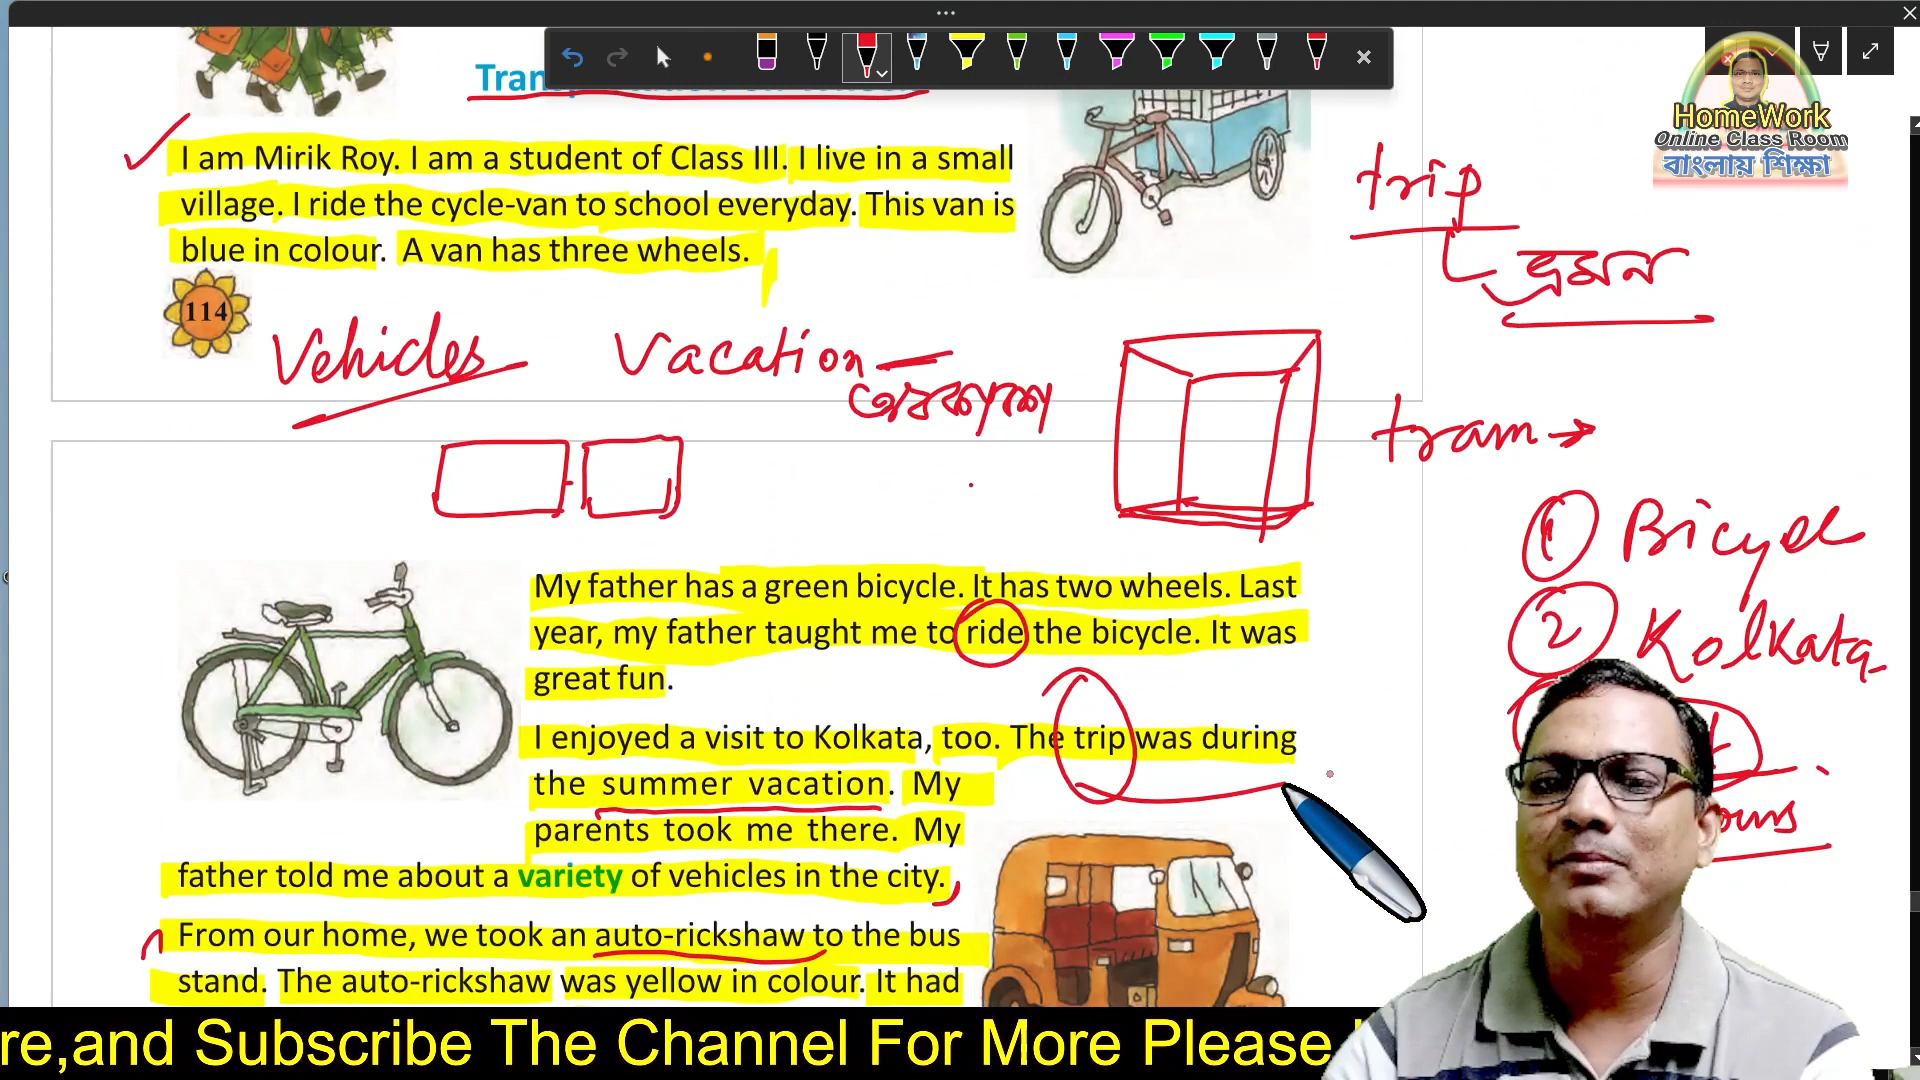 I am Mirik Roy. I am a student of Class III. I live in a small
village. I ride the cycle-van to school everyday. This van is
blue in colour. A van has three wheels.
114
HomeWork
Online Class Room
বাংলায় শিক্ষা
trip
ভ্রমন
Vehicles
Vacation
অবকাশ
tram
1 Bicycel
2 Kolkata
My father has a green bicycle. It has two wheels. Last
year, my father taught me to ride the bicycle. It was
great fun.
I enjoyed a visit to Kolkata, too. The trip was during
the summer vacation. My
parents took me there. My
father told me about a variety of vehicles in the city.
From our home, we took an auto-rickshaw to the bus
stand. The auto-rickshaw was yellow in colour. It had
re,and Subscribe The Channel For More Please